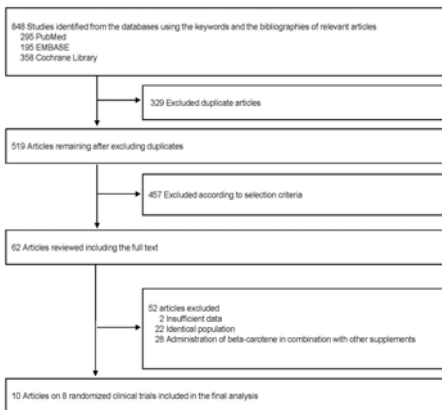 848 Studies identified from the databases using the keywords and the bibliographies of relevant articles
295 PubMed
195 EMBASE
358 Cochrane Library
329 Excluded duplicate articles
519 Articles remaining after excluding duplicates
457 Excluded according to selection criteria
62 Articles reviewed including the full text
52 articles excluded
2 Insufficient data
22 Identical population
28 Administration of beta-carotene in combination with other supplements
10 Articles on 8 randomized clinical trials included in the final analysis